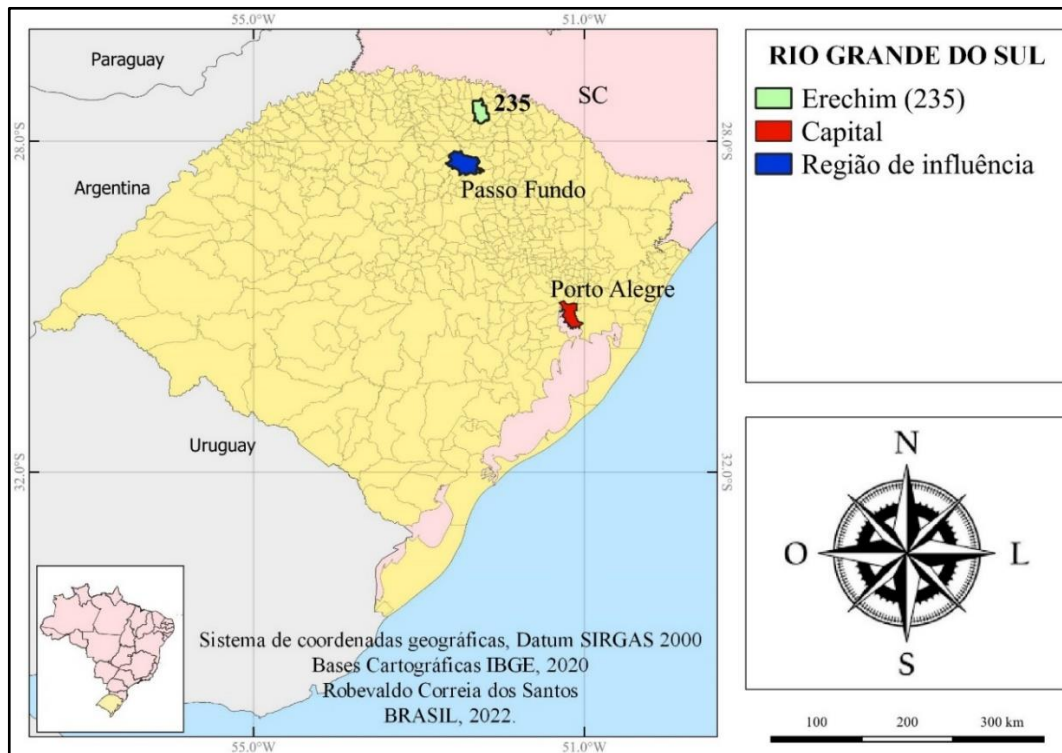 55.0°W 51.0°W
Paraguay
SC
235
28.0°S 28.0°S
Argentina
Passo Fundo
Porto Alegre
Uruguay
32.0°S 32.0°S
Sistema de coordenadas geográficas, Datum SIRGAS 2000
Bases Cartográficas IBGE, 2020
Robevaldo Correia dos Santos
BRASIL, 2022.
55.0°W 51.0°W
RIO GRANDE DO SUL
Erechim (235)
Capital
Região de influência
N
O L
S
100 200 300 km